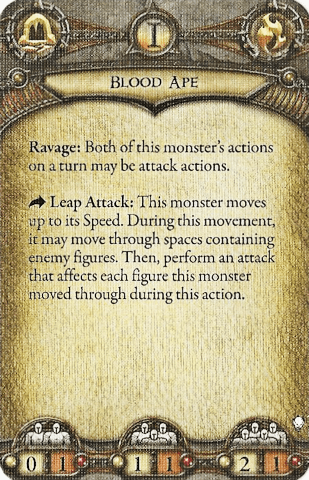 I
Blood Ape
Ravage: Both of this monster's actions
on a turn may be attack actions.
Leap Attack: This monster moves
up to its Speed. During this movement,
it may move through spaces containing
enemy figures. Then, perform an attack
that affects each figure this monster
moved through during this action.
0 1 1 1 2 1